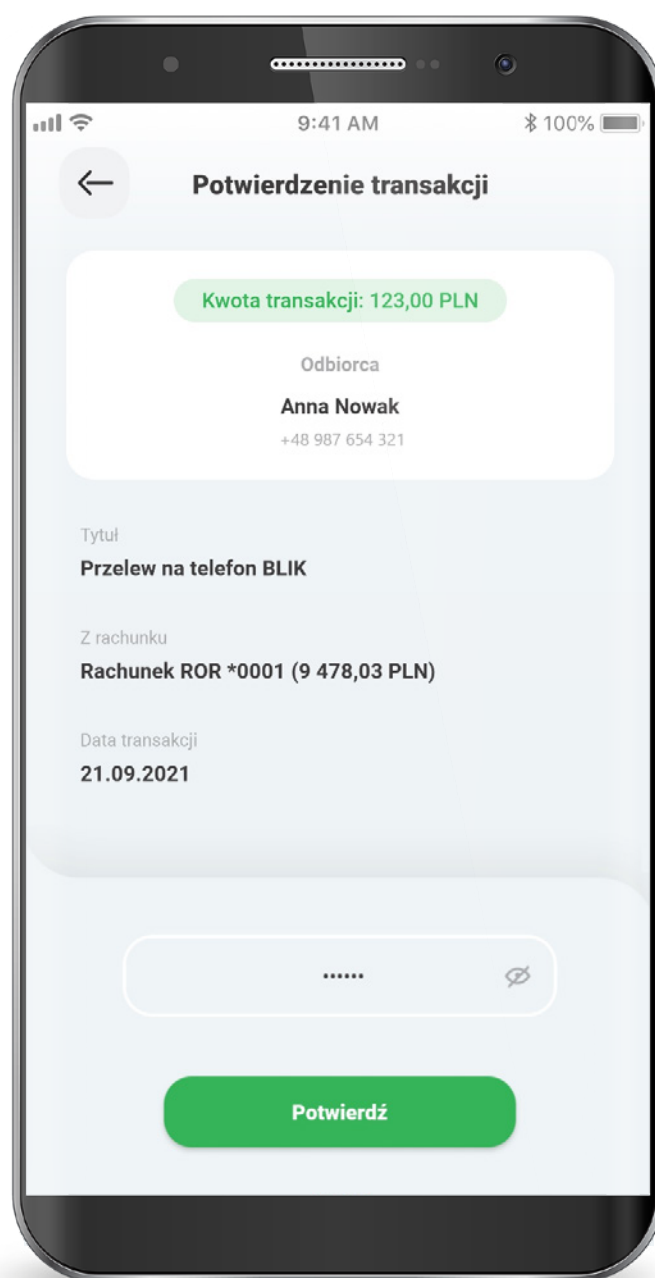 9:41 AM
100%
Potwierdzenie transakcji
Kwota transakcji: 123,00 PLN
Odbiorca
Anna Nowak
+48 987 654 321
Tytuł
Przelew na telefon BLIK
Z rachunku
Rachunek ROR *0001 (9 478,03 PLN)
Data transakcji
21.09.2021
••••••
Potwierdź